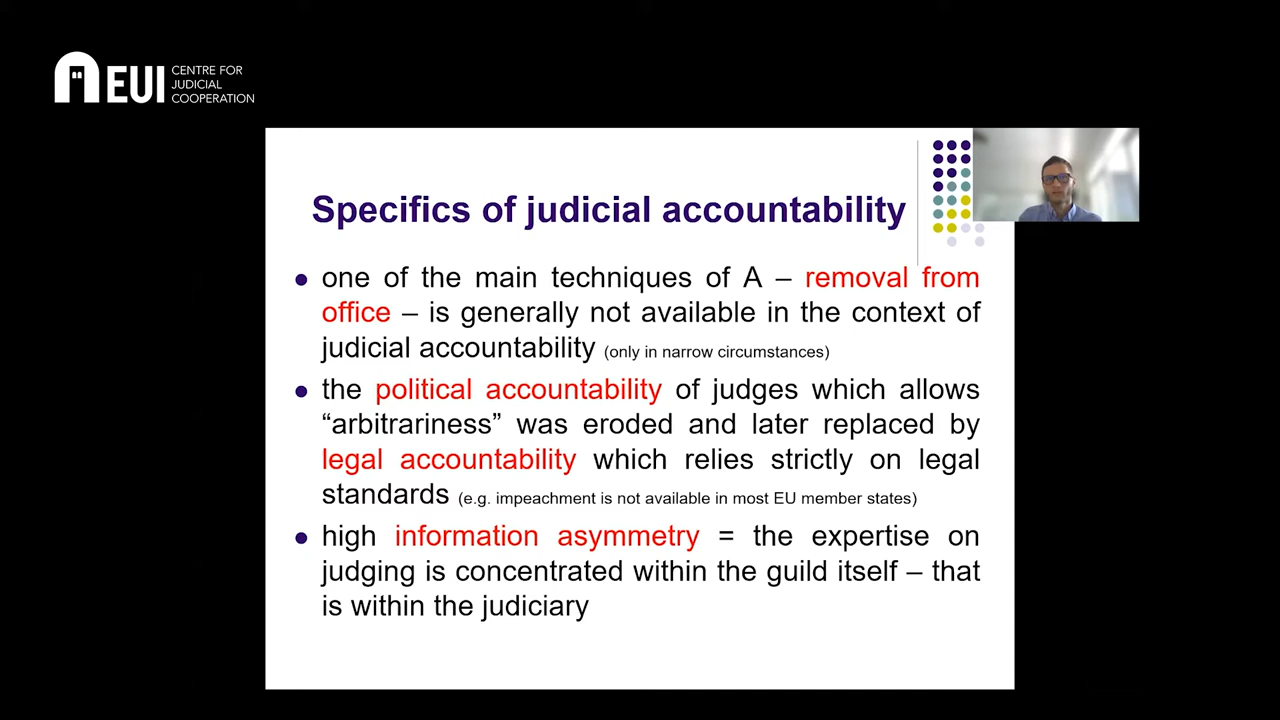 EUI
CENTRE FOR
JUDICIAL
COOPERATION
Specifics of judicial accountability
one of the main techniques of A – removal from
office – is generally not available in the context of
judicial accountability (only in narrow circumstances)
the political accountability of judges which allows
“arbitrariness” was eroded and later replaced by
legal accountability which relies strictly on legal
standards (e.g. impeachment is not available in most EU member states)
high information asymmetry = the expertise on
judging is concentrated within the guild itself – that
is within the judiciary